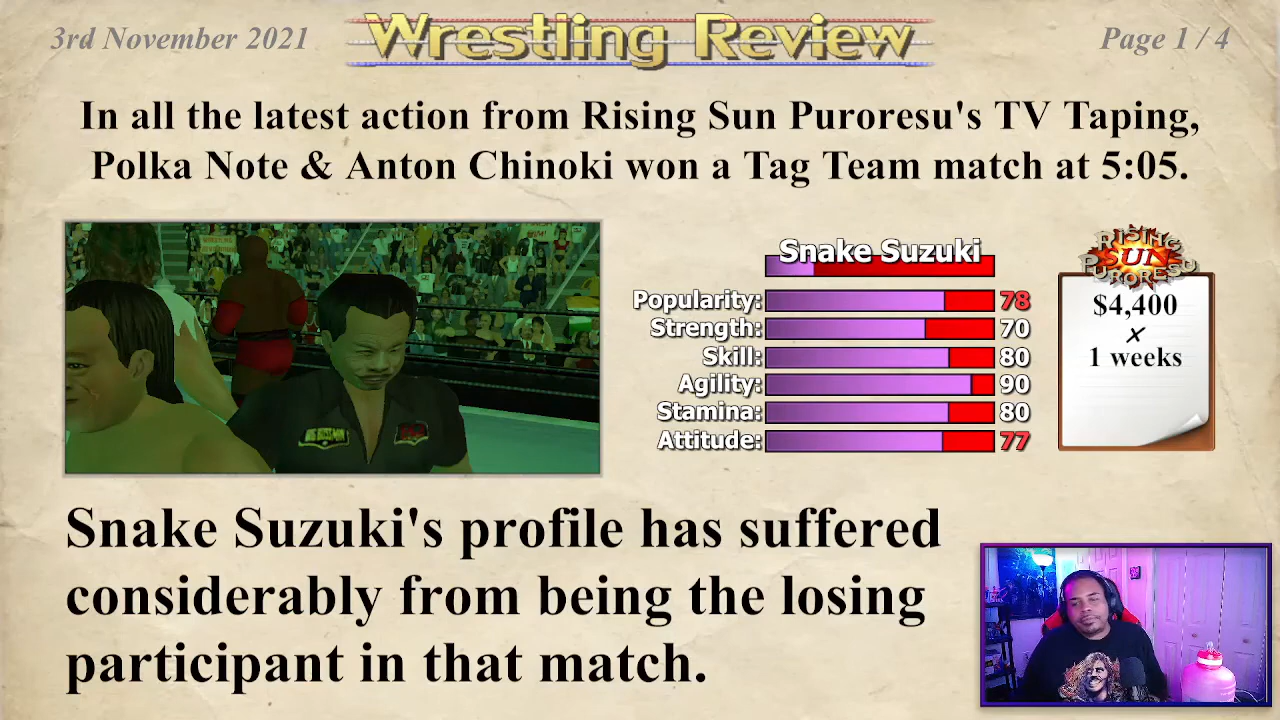 3rd November 2021
Wrestling Review
Page 1 / 4
In all the latest action from Rising Sun Puroresu's TV Taping,
Polka Note & Anton Chinoki won a Tag Team match at 5:05.
Snake Suzuki
Popularity: 78
Strength: 70
Skill: 80
Agility: 90
Stamina: 80
Attitude: 77
RISING
SUN
PURORESU
$4,400
×
1 weeks
Snake Suzuki's profile has suffered
considerably from being the losing
participant in that match.